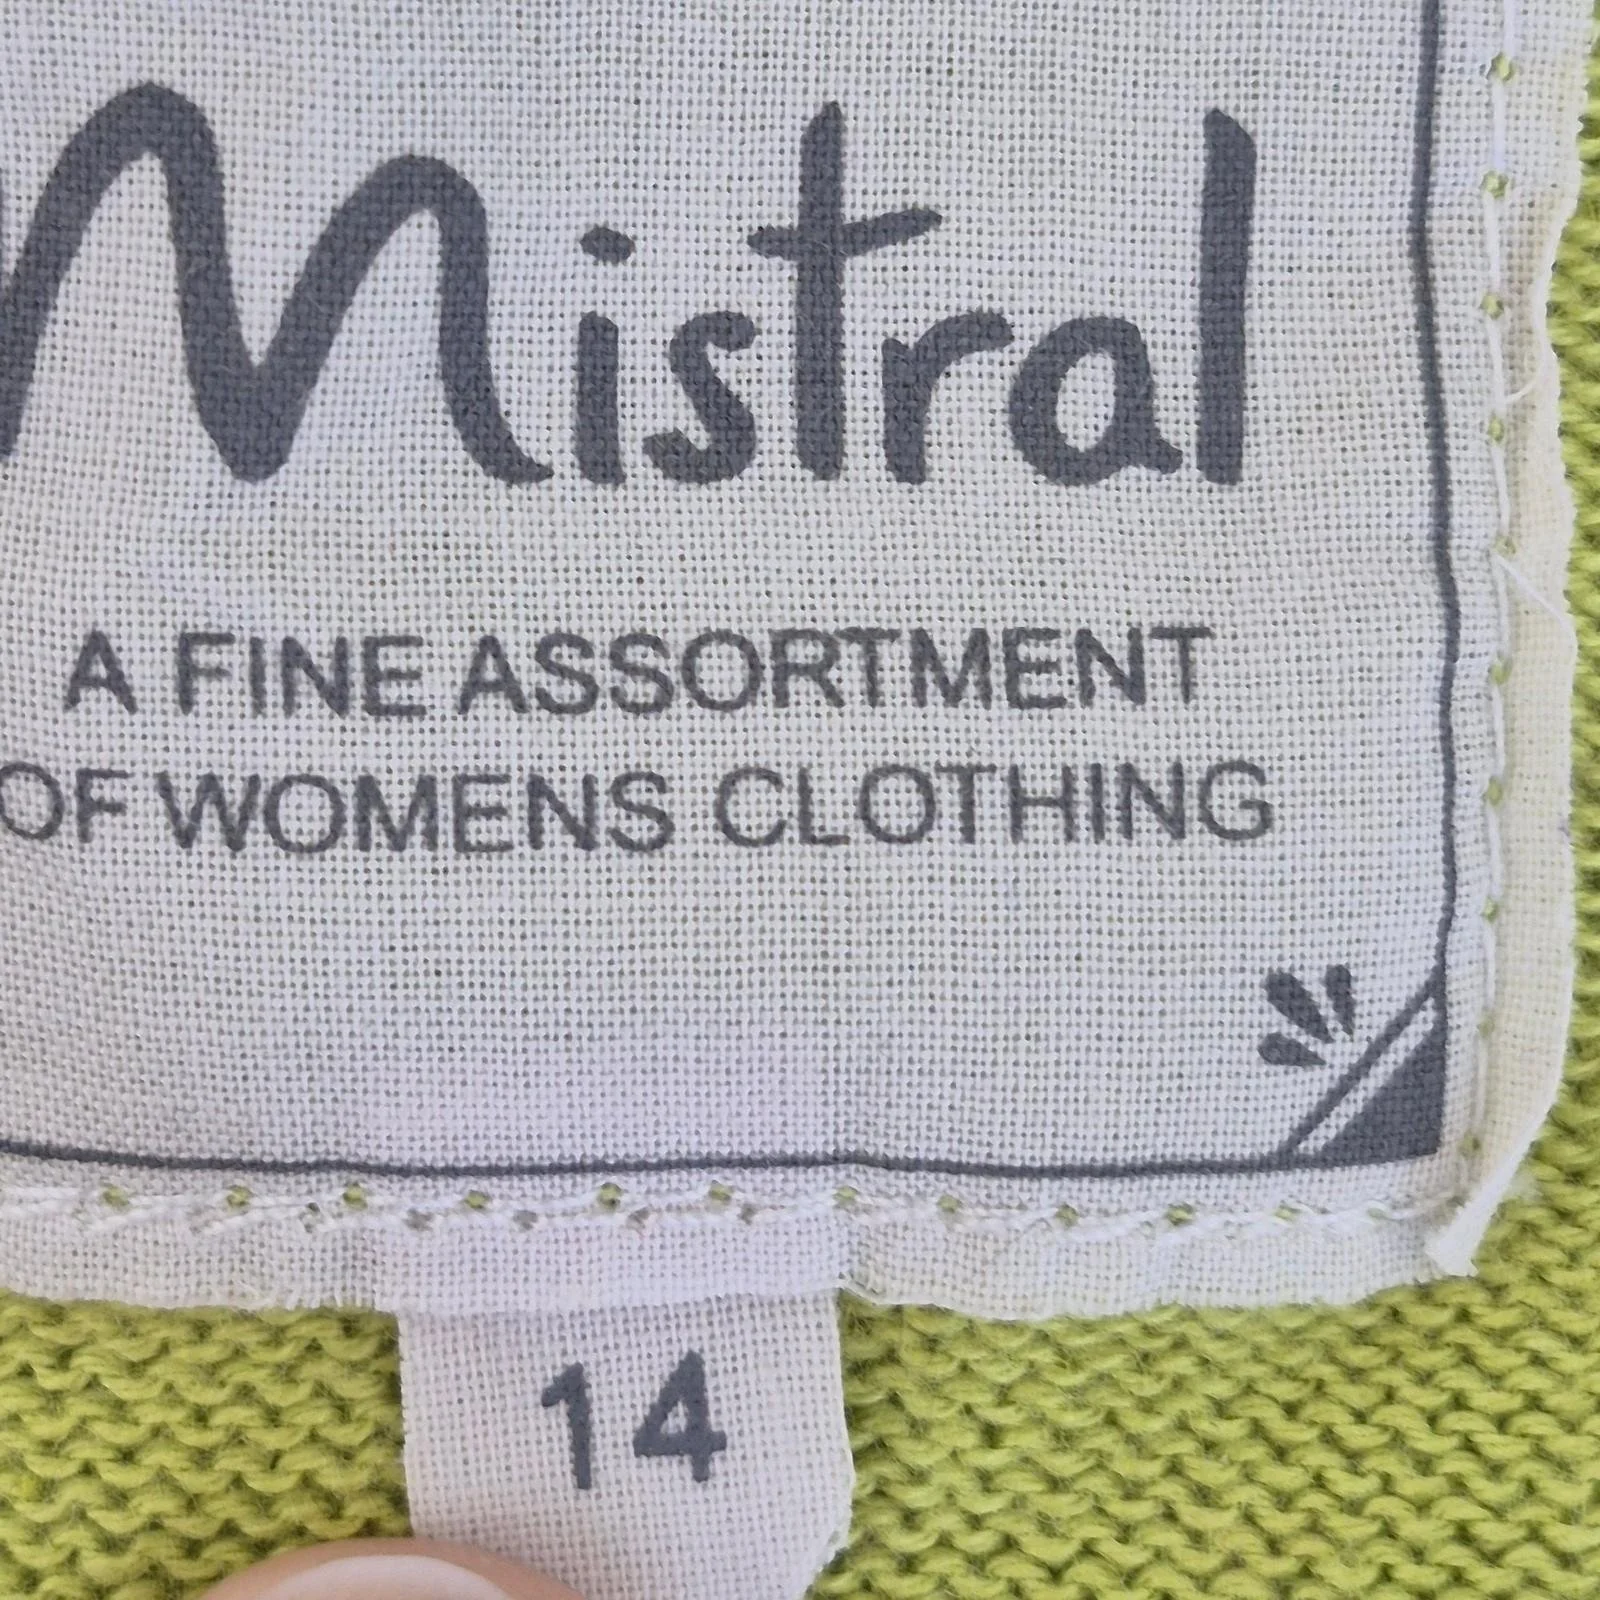 Mistral
A FINE ASSORTMENT
OF WOMENS CLOTHING
14